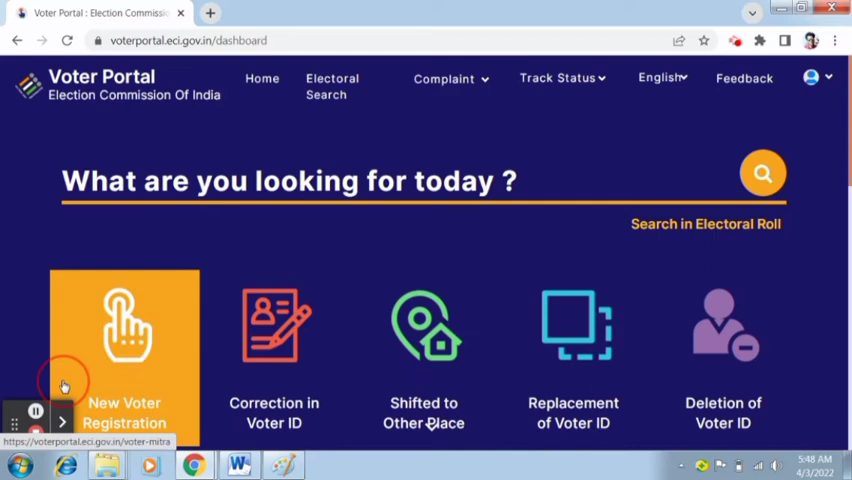 Voter Portal : Election Commissi
voterportal.eci.gov.in/dashboard
Voter Portal
Election Commission Of India
Home
Electoral
Search
Complaint
Track Status
English
Feedback
What are you looking for today ?
Search in Electoral Roll
New Voter
Registration
Correction in
Voter ID
Shifted to
Other Place
Replacement
of Voter ID
Deletion of
Voter ID
https://voterportal.eci.gov.in/voter-mitra
5:48 AM
4/3/2022